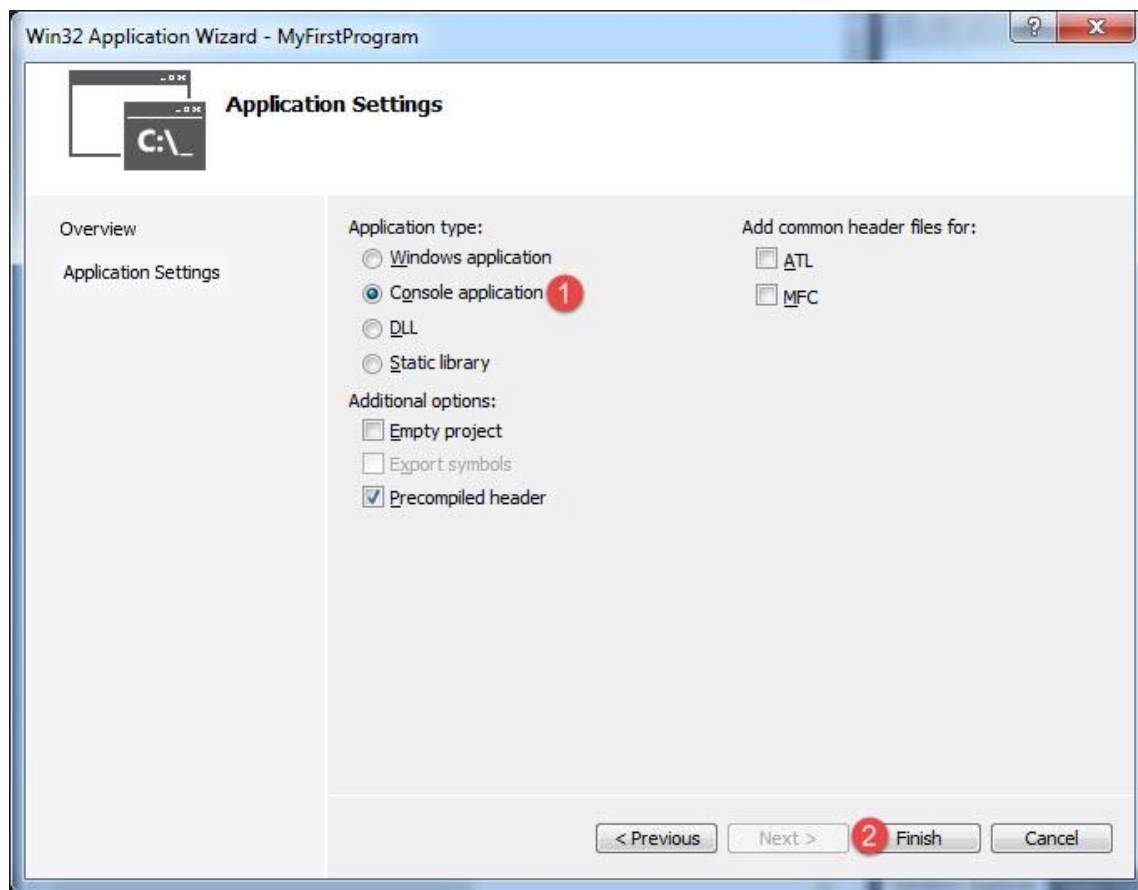 Win32 Application Wizard - MyFirstProgram
C:\_
Application Settings
Overview
Application Settings
Application type:
Windows application
Console application 1
DLL
Static library
Additional options:
Empty project
Export symbols
Precompiled header
Add common header files for:
ATL
MFC
< Previous
Next >
2 Finish
Cancel